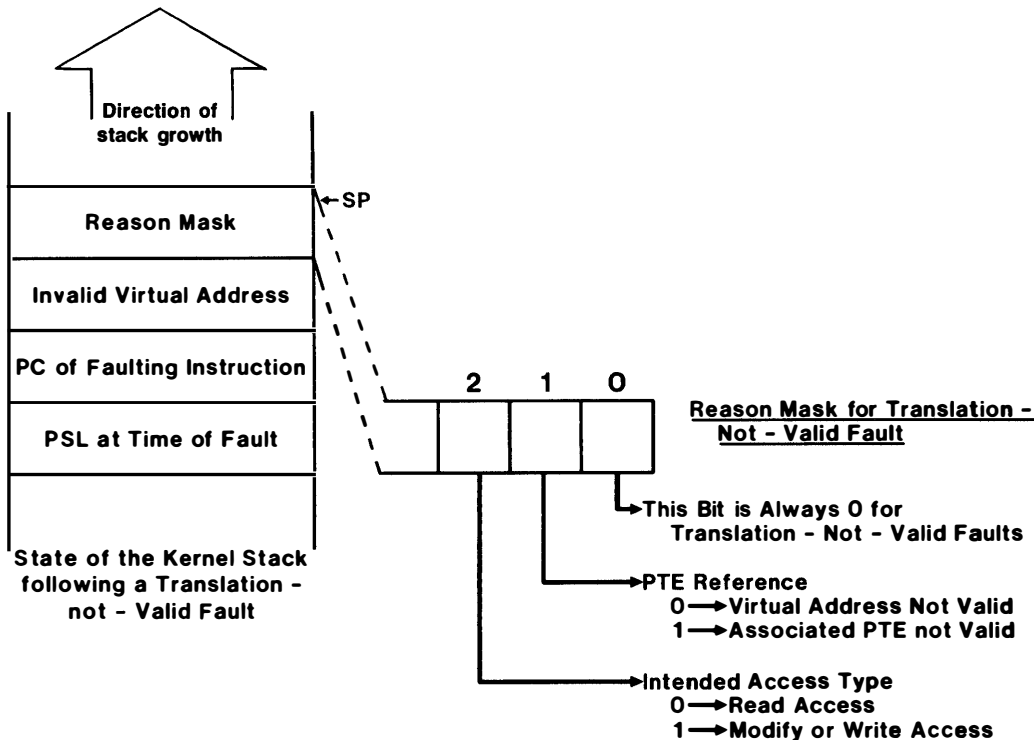 Direction of
stack growth
←SP
Reason Mask
Invalid Virtual Address
PC of Faulting Instruction
PSL at Time of Fault
State of the Kernel Stack
following a Translation -
not - Valid Fault
2 1 0
Reason Mask for Translation -
Not - Valid Fault
This Bit is Always 0 for
Translation - Not - Valid Faults
PTE Reference
0→Virtual Address Not Valid
1→Associated PTE not Valid
Intended Access Type
0→Read Access
1→Modify or Write Access